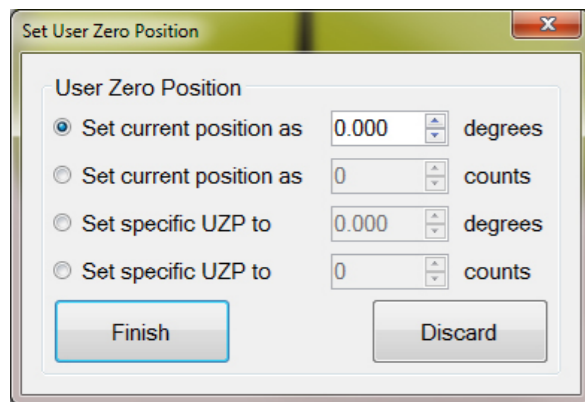 Set User Zero Position
User Zero Position
Set current position as 0.000 degrees
Set current position as 0 counts
Set specific UZP to 0.000 degrees
Set specific UZP to 0 counts
Finish Discard